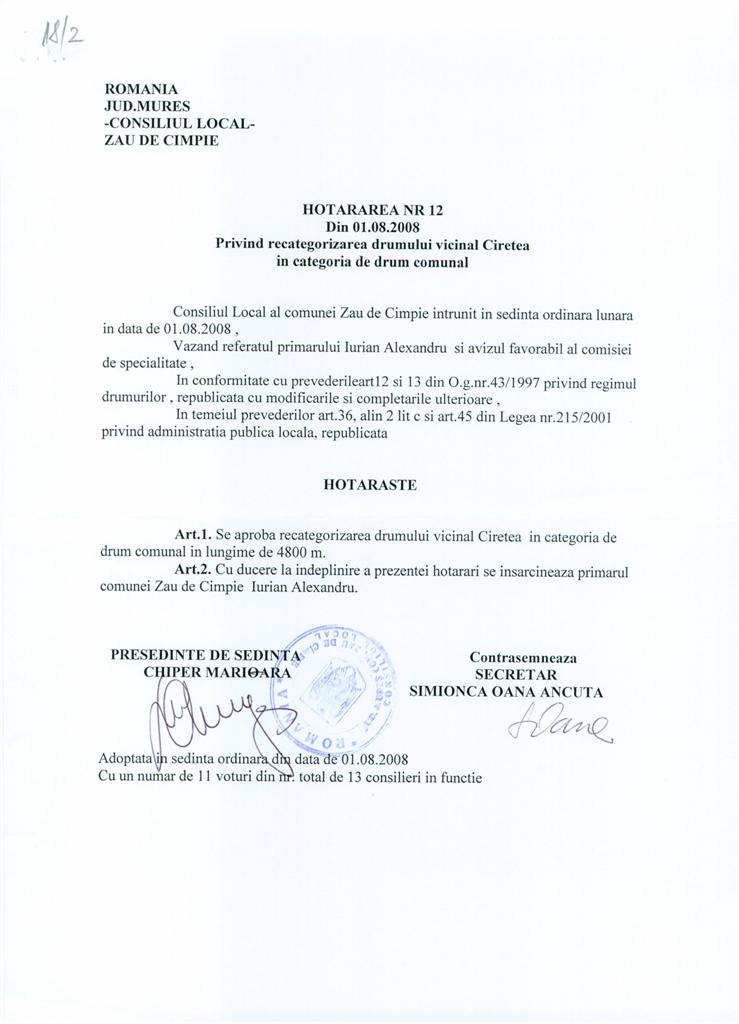 18/2
ROMANIA
JUD.MURES
-CONSILIUL LOCAL-
ZAU DE CIMPIE
HOTARAREA NR 12
Din 01.08.2008
Privind recategorizarea drumului vicinal Ciretea
in categoria de drum comunal
Consiliul Local al comunei Zau de Cimpie intrunit in sedinta ordinara lunara
in data de 01.08.2008 ,
Vazand referatul primarului Iurian Alexandru si avizul favorabil al comisiei
de specialitate ,
In conformitate cu prevederileart12 si 13 din O.g.nr.43/1997 privind regimul
drumurilor , republicata cu modificarile si completarile ulterioare ,
In temeiul prevederilor art.36, alin 2 lit c si art.45 din Legea nr.215/2001
privind administratia publica locala, republicata
HOTARASTE
Art.1. Se aproba recategorizarea drumului vicinal Ciretea in categoria de
drum comunal in lungime de 4800 m.
Art.2. Cu ducere la indeplinire a prezentei hotarari se insarcineaza primarul
comunei Zau de Cimpie Iurian Alexandru.
PRESEDINTE DE SEDINTA
CHIPER MARIOARA
Contrasemneaza
SECRETAR
SIMIONCA OANA ANCUTA
ROMANIA
CONSILIUL LOCAL
Adoptata in sedinta ordinara din data de 01.08.2008
Cu un numar de 11 voturi din nr. total de 13 consilieri in functie